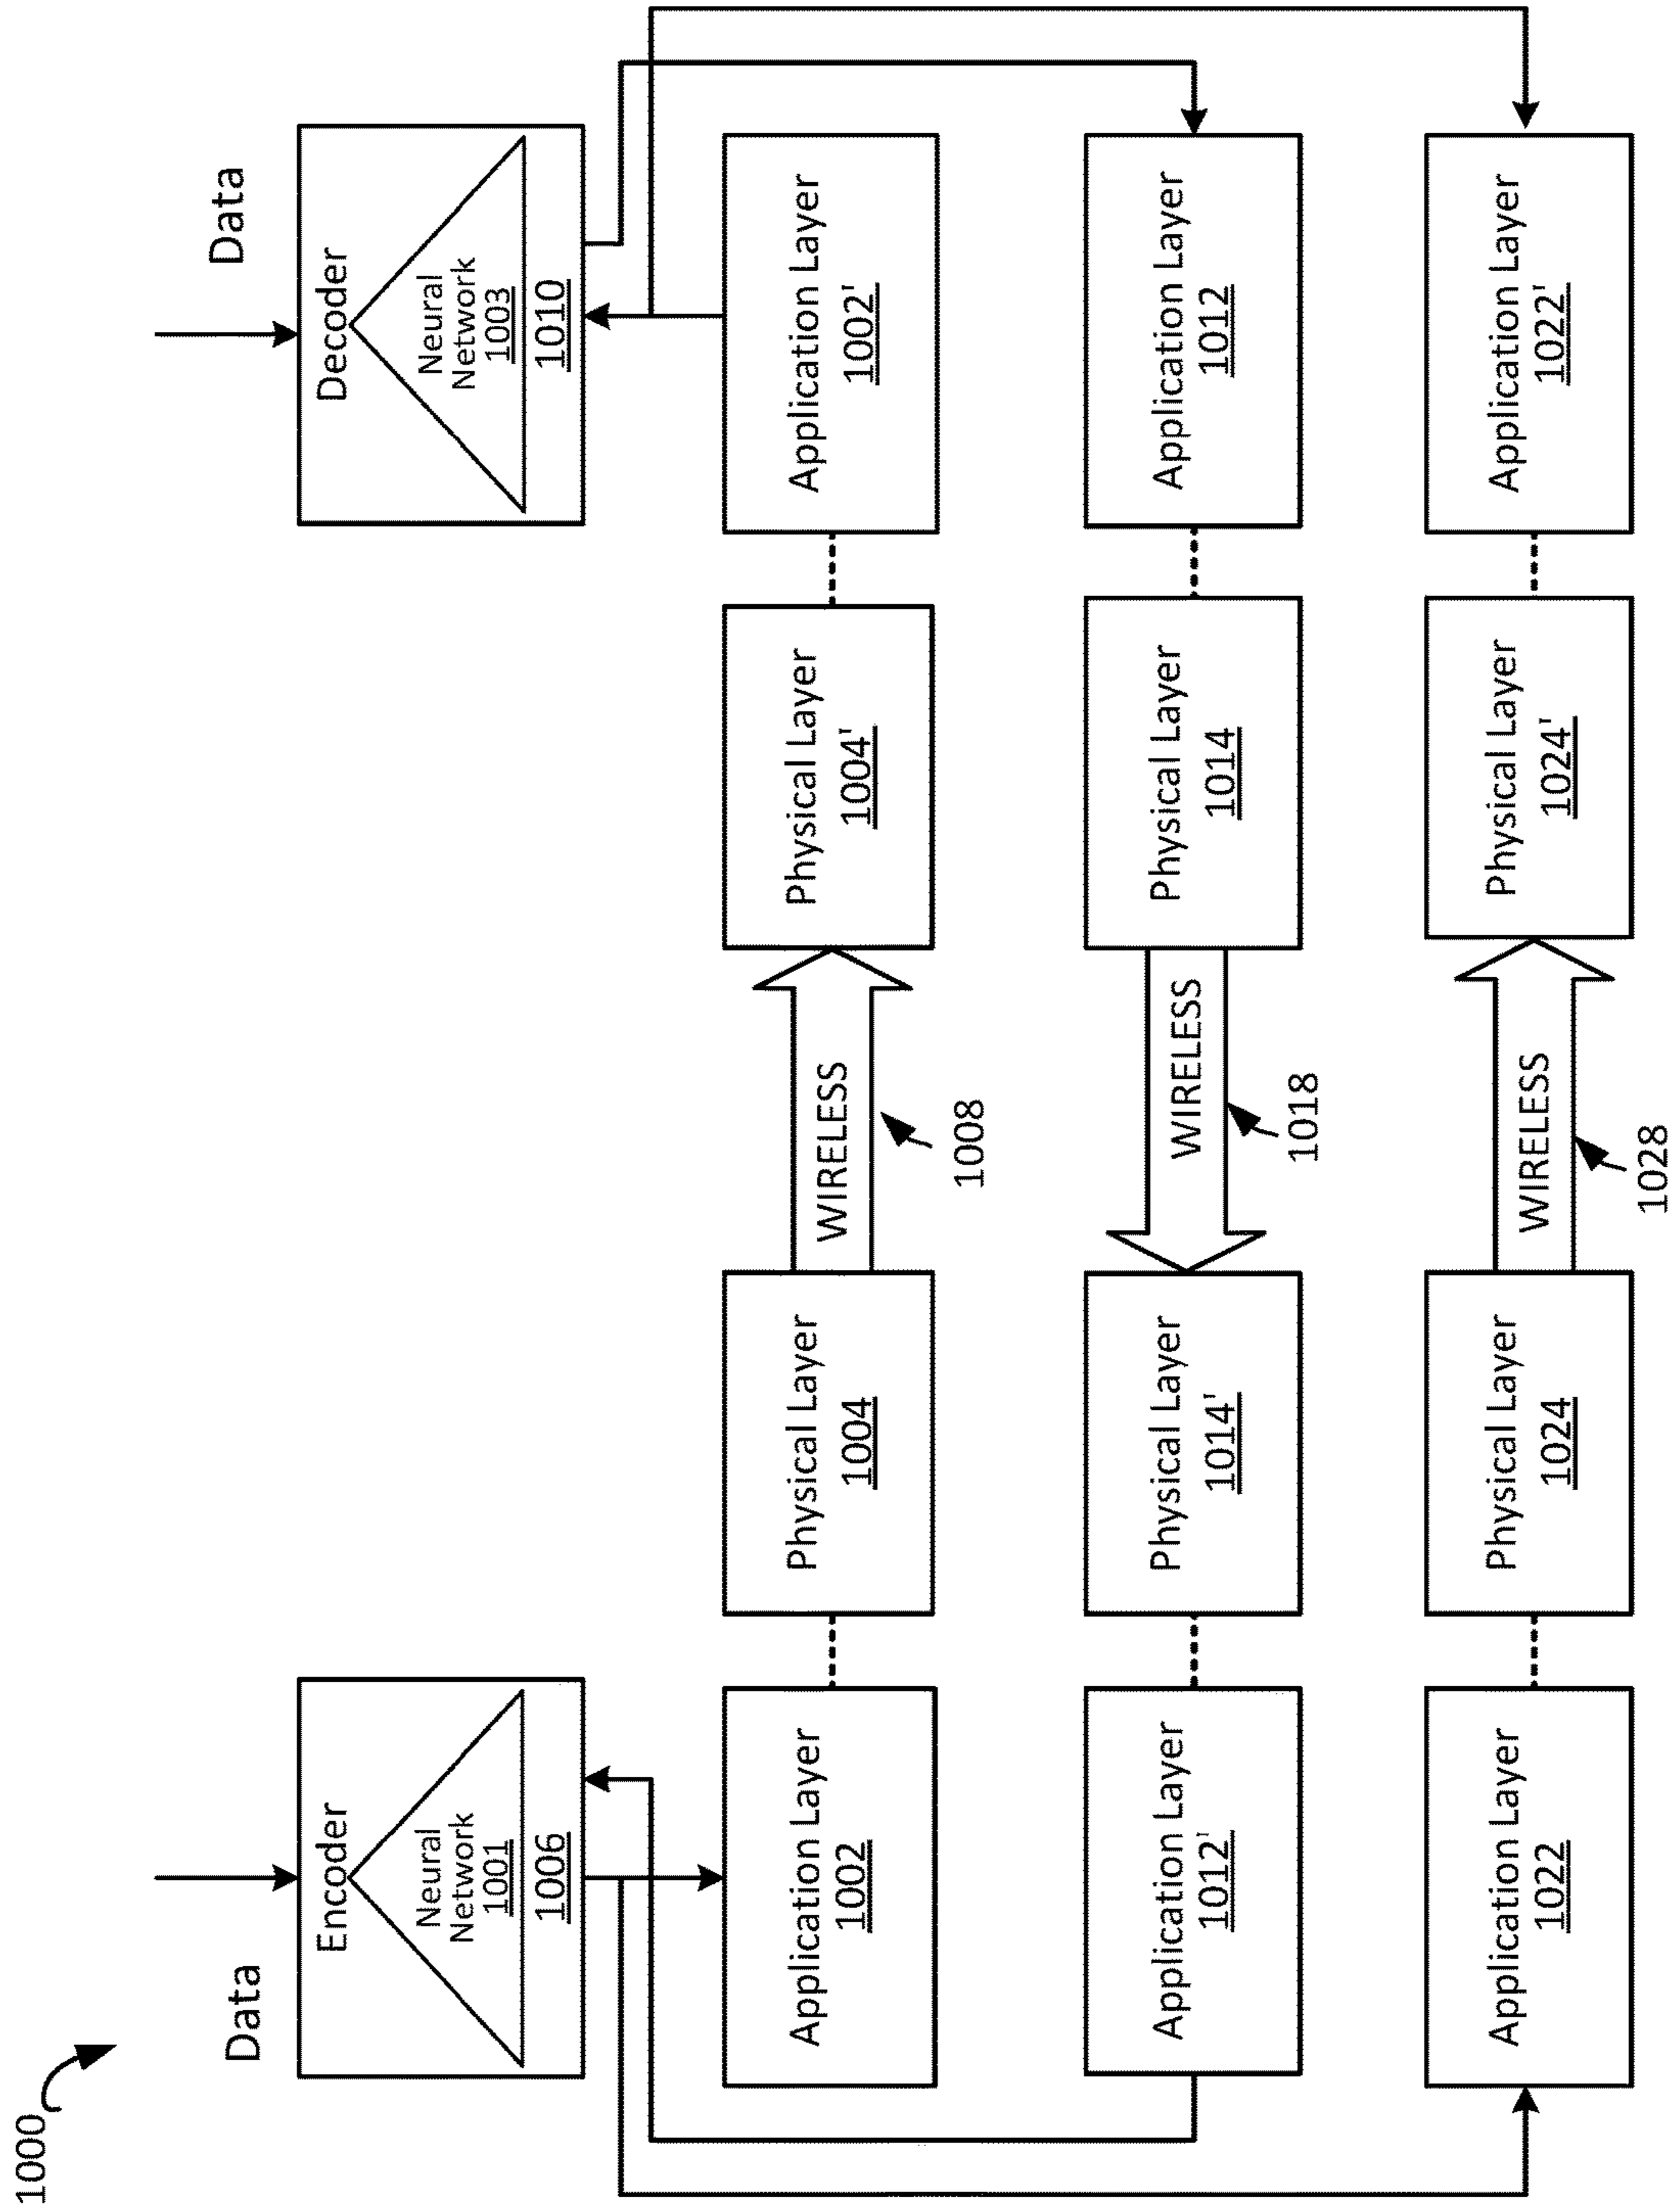 1000
Data
Data
Encoder
Neural
Network
1001
1006
Decoder
Neural
Network
1003
1010
Application Layer
1002
Physical Layer
1004
WIRELESS
1008
Physical Layer
1004'
Application Layer
1002'
Application Layer
1012'
Physical Layer
1014'
WIRELESS
1018
Physical Layer
1014
Application Layer
1012
Application Layer
1022
Physical Layer
1024
WIRELESS
1028
Physical Layer
1024'
Application Layer
1022'